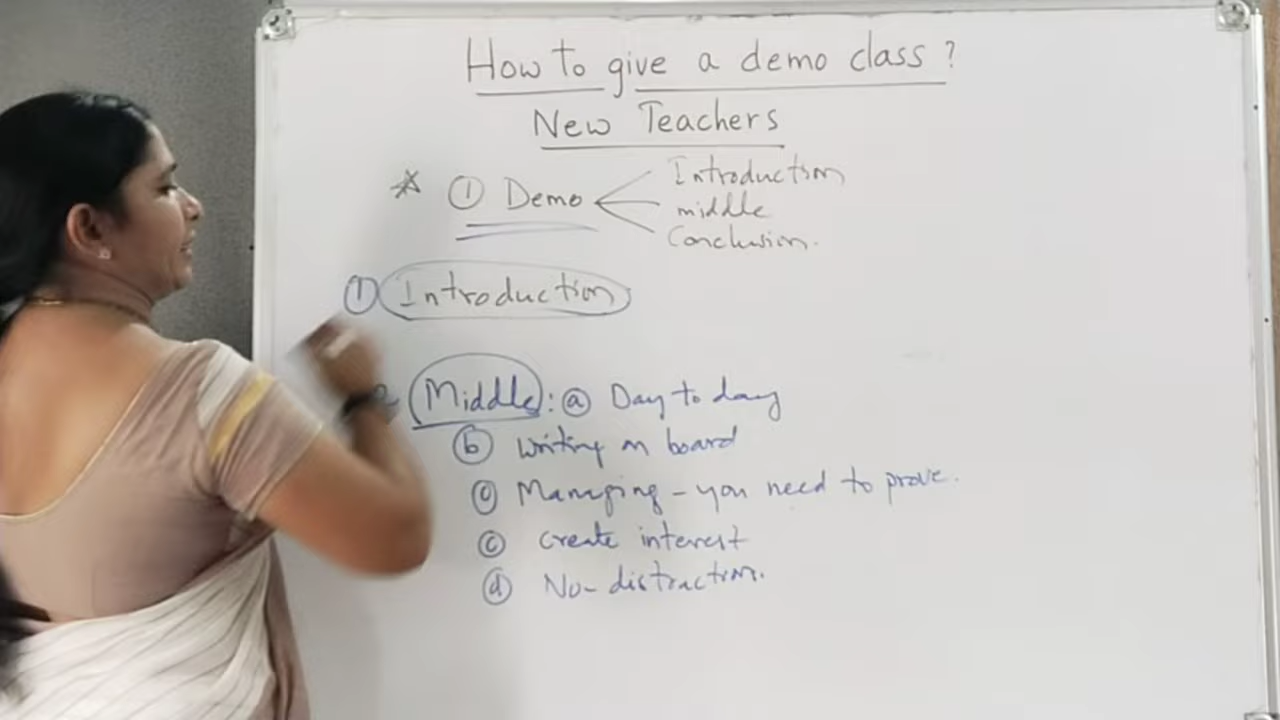 How to give a demo class?
New Teachers
* ① Demo
Introduction
middle
Conclusion.
① Introduction
2 Middle: ⓐ Day to day
ⓑ Writing on board
ⓒ Managing - you need to prove.
ⓒ Create interest
ⓓ No- distraction.